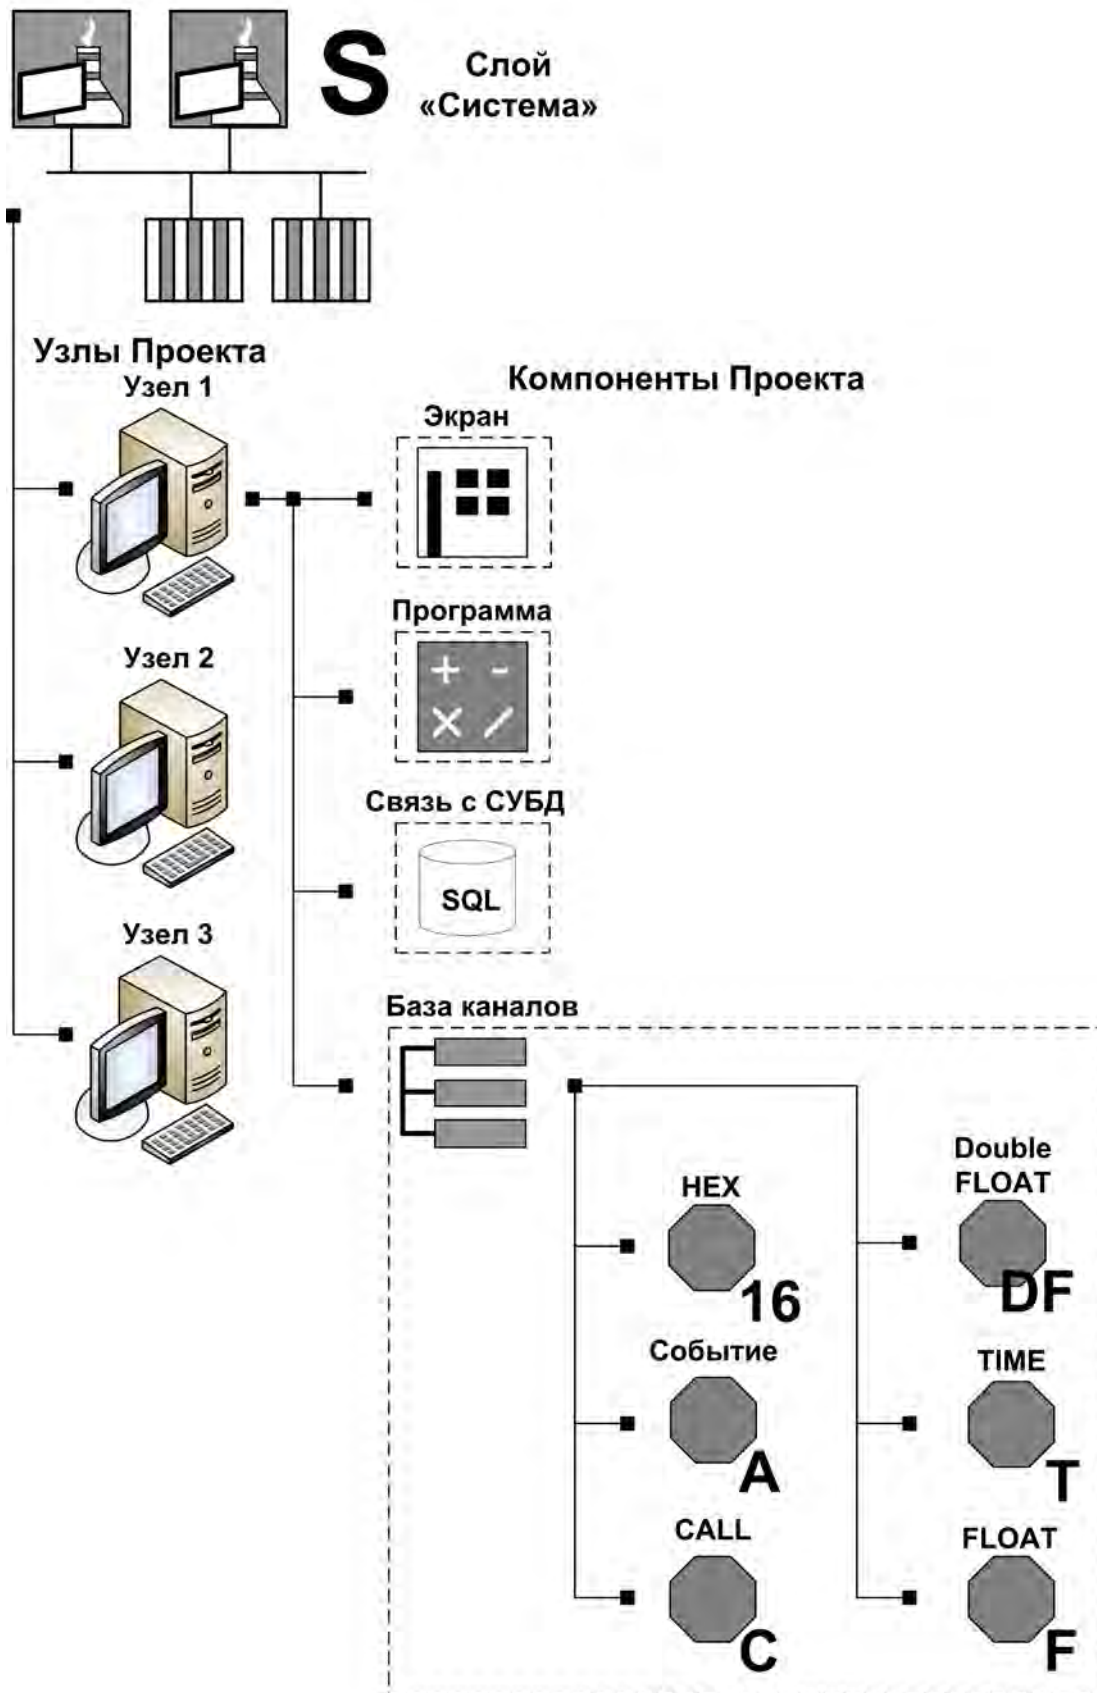 S
Слой
«Система»
Узлы Проекта
Узел 1
Компоненты Проекта
Экран
Программа
Узел 2
Связь с СУБД
SQL
Узел 3
База каналов
HEX
16
Double
FLOAT
DF
Событие
A
TIME
T
CALL
C
FLOAT
F